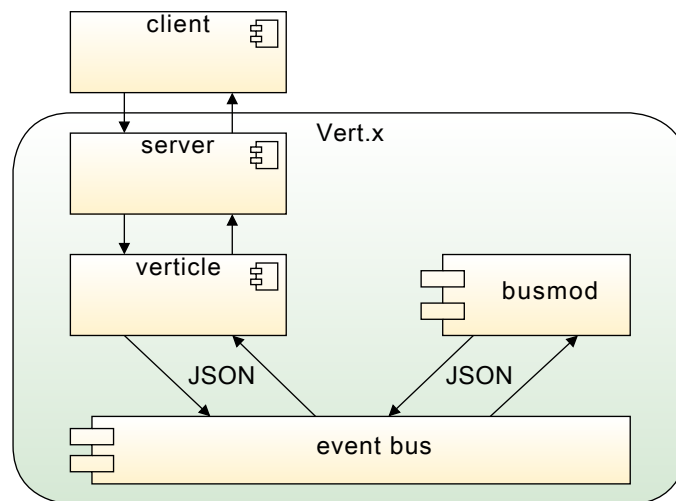 client
Vert.x
server
verticle
busmod
JSON
JSON
event bus